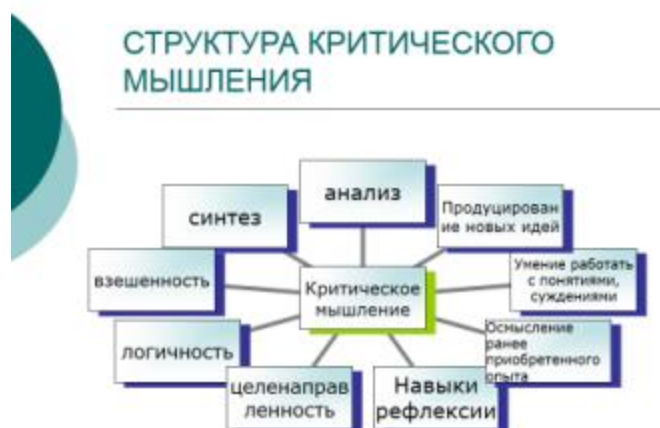 СТРУКТУРА КРИТИЧЕСКОГО
МЫШЛЕНИЯ
анализ
синтез
Продуцирован
ие новых идей
взешенность
Умение работать
с понятиями,
суждениями
Критическое
мышление
логичность
Осмысление
ранее
приобретенного
опыта
целенаправ
ленность
Навыки
рефлексии